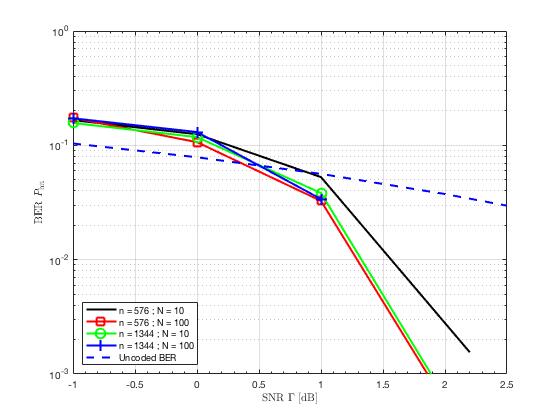 10^0
10^-1
10^-2
10^-3
BER P
n = 576 ; N = 10
n = 576 ; N = 100
n = 1344 ; N = 10
n = 1344 ; N = 100
Uncoded BER
-1 -0.5 0 0.5 1 1.5 2 2.5
SNR Γ [dB]